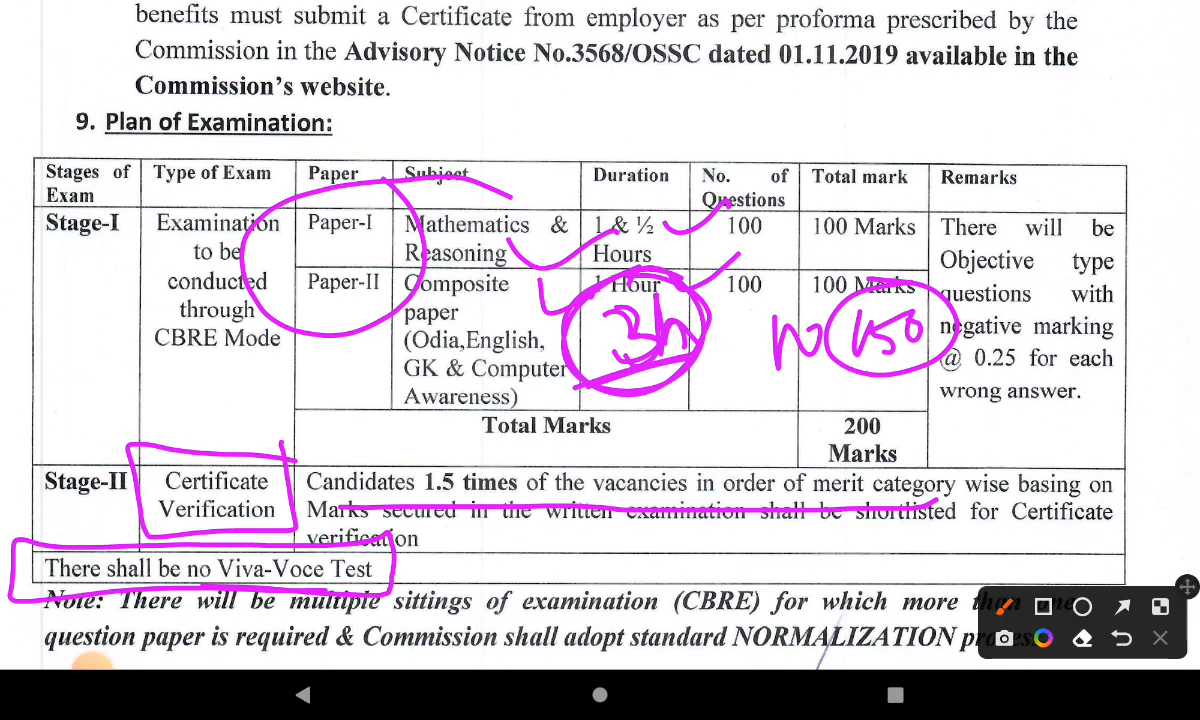 benefits must submit a Certificate from employer as per proforma prescribed by the
Commission in the Advisory Notice No.3568/OSSC dated 01.11.2019 available in the
Commission's website.
9. Plan of Examination:
Stages of Exam Type of Exam Paper Subject Duration No. of Questions Total mark Remarks
Stage-I Examination to be conducted through CBRE Mode
Paper-I Mathematics & Reasoning 1 & ½ Hours 100 100 Marks
Paper-II Composite paper (Odia,English, GK & Computer Awareness) 1 Hour 100 100 Marks
There will be Objective type questions with negative marking @ 0.25 for each wrong answer.
3h
150
Total Marks 200 Marks
Stage-II Certificate Verification
Candidates 1.5 times of the vacancies in order of merit category wise basing on
Marks secured in the written examination shall be shortlisted for Certificate
verification
There shall be no Viva-Voce Test
Note: There will be multiple sittings of examination (CBRE) for which more than one
question paper is required & Commission shall adopt standard NORMALIZATION